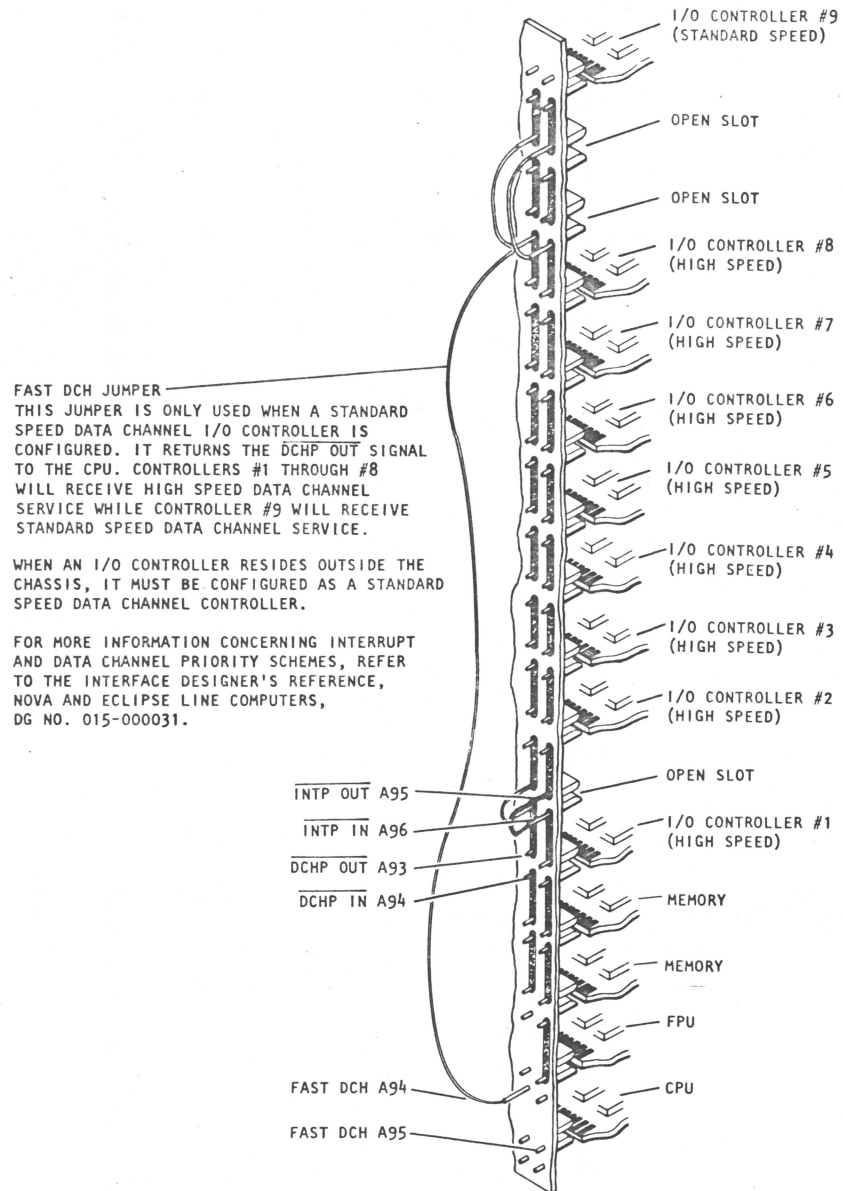 I/O CONTROLLER #9
(STANDARD SPEED)
OPEN SLOT
OPEN SLOT
I/O CONTROLLER #8
(HIGH SPEED)
I/O CONTROLLER #7
(HIGH SPEED)
I/O CONTROLLER #6
(HIGH SPEED)
I/O CONTROLLER #5
(HIGH SPEED)
I/O CONTROLLER #4
(HIGH SPEED)
I/O CONTROLLER #3
(HIGH SPEED)
I/O CONTROLLER #2
(HIGH SPEED)
OPEN SLOT
I/O CONTROLLER #1
(HIGH SPEED)
MEMORY
MEMORY
FPU
CPU
FAST DCH JUMPER
THIS JUMPER IS ONLY USED WHEN A STANDARD
SPEED DATA CHANNEL I/O CONTROLLER IS
CONFIGURED. IT RETURNS THE DCHP OUT SIGNAL
TO THE CPU. CONTROLLERS #1 THROUGH #8
WILL RECEIVE HIGH SPEED DATA CHANNEL
SERVICE WHILE CONTROLLER #9 WILL RECEIVE
STANDARD SPEED DATA CHANNEL SERVICE.
WHEN AN I/O CONTROLLER RESIDES OUTSIDE THE
CHASSIS, IT MUST BE CONFIGURED AS A STANDARD
SPEED DATA CHANNEL CONTROLLER.
FOR MORE INFORMATION CONCERNING INTERRUPT
AND DATA CHANNEL PRIORITY SCHEMES, REFER
TO THE INTERFACE DESIGNER'S REFERENCE,
NOVA AND ECLIPSE LINE COMPUTERS,
DG NO. 015-000031.
INTP OUT A95
INTP IN A96
DCHP OUT A93
DCHP IN A94
FAST DCH A94
FAST DCH A95